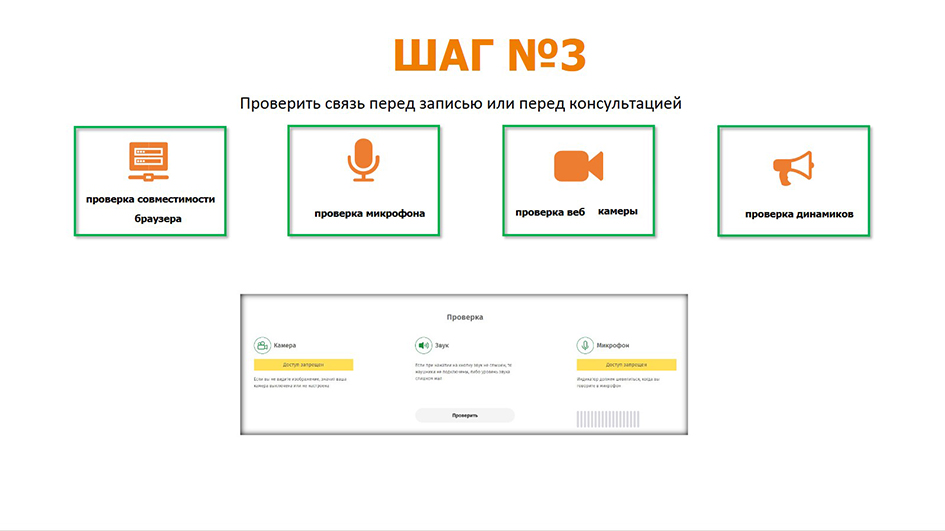 ШАГ №3
Проверить связь перед записью или перед консультацией
проверка совместимости
браузера
проверка микрофона
проверка веб камеры
проверка динамиков
Проверка
Камера
Доступ запрещен
Если вы не видите изображения, значит ваша
камера выключена или не настроена
Звук
Если при нажатии на кнопку звук не слышен, то
наушники не подключены, либо уровень звука
слишком мал
Проверить
Микрофон
Доступ запрещен
Индикатор должен шевелиться, когда вы
говорите в микрофон